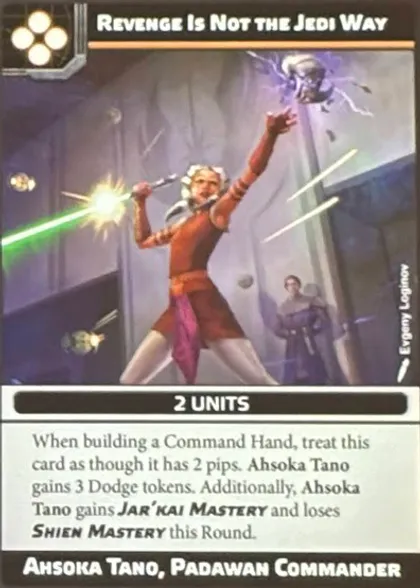 Revenge Is Not the Jedi Way
Evgeny Loginov
2 UNITS
When building a Command Hand, treat this
card as though it has 2 pips. Ahsoka Tano
gains 3 Dodge tokens. Additionally, Ahsoka
Tano gains Jar'Kai Mastery and loses
Shien Mastery this Round.
Ahsoka Tano, Padawan Commander